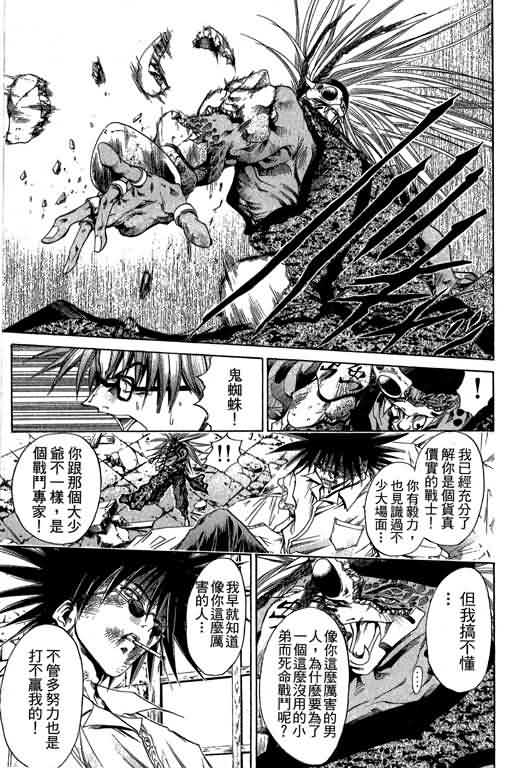 ！
鬼
蜘
蛛
！
我已經充分了
解你是個貨真
價實的戰士！
你有毅力，
也見識過不
少大場面…
！！
你跟那個大少
爺不一樣，是
個戰鬥專家！
但我搞不懂
像你這麼厲害的男
人，為什麼要為了
一個這麼沒用的小
弟而死命戰鬥呢？
…
我早就知道
像你這麼厲
害的人…
不管多努力也是
打不贏我的！